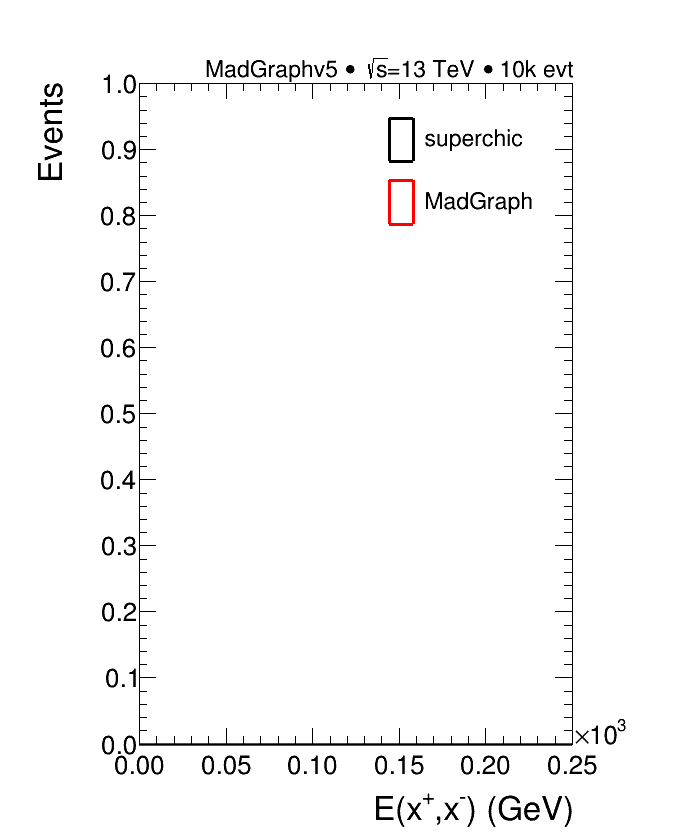 MadGraphv5 • √s=13 TeV • 10k evt
Events
1.0
0.9
0.8
0.7
0.6
0.5
0.4
0.3
0.2
0.1
0.0
superchic
MadGraph
0.00 0.05 0.10 0.15 0.20 0.25
×10³
E(x⁺,x⁻) (GeV)